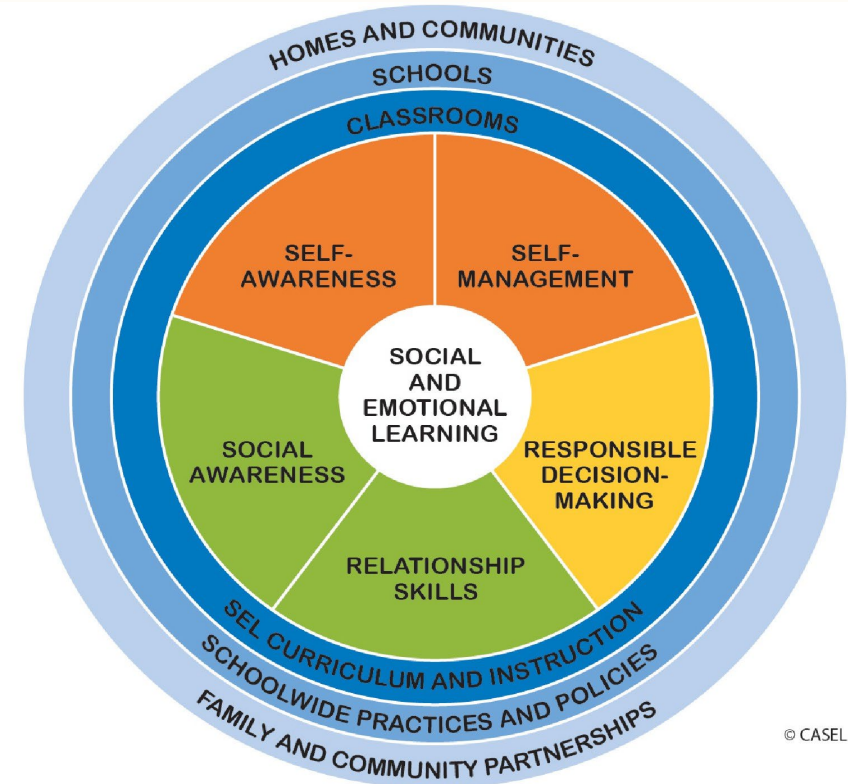 HOMES AND COMMUNITIES
SCHOOLS
CLASSROOMS
SELF-
AWARENESS
SELF-
MANAGEMENT
SOCIAL
AND
EMOTIONAL
LEARNING
SOCIAL
AWARENESS
RESPONSIBLE
DECISION-
MAKING
RELATIONSHIP
SKILLS
SEL CURRICULUM AND INSTRUCTION
SCHOOLWIDE PRACTICES AND POLICIES
FAMILY AND COMMUNITY PARTNERSHIPS
© CASEL